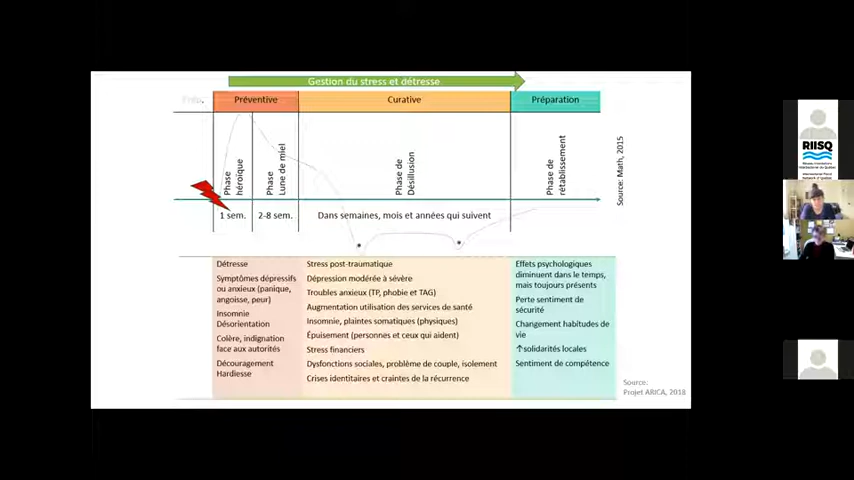 Gestion du stress et détresse
Préventive
Curative
Préparation
Phase
héroïque
Phase
Lune de miel
Phase de
Désillusion
Phase de
rétablissement
Source: Math, 2015
1 sem.
2-8 sem.
Dans semaines, mois et années qui suivent
Détresse
Symptômes dépressifs
ou anxieux (panique,
angoisse, peur)
Insomnie
Désorientation
Colère, indignation
face aux autorités
Découragement
Hardiesse
Stress post-traumatique
Dépression modérée à sévère
Troubles anxieux (TP, phobie et TAG)
Augmentation utilisation des services de santé
Insomnie, plaintes somatiques (physiques)
Épuisement (personnes et ceux qui aident)
Stress financiers
Dysfonctions sociales, problème de couple, isolement
Crises identitaires et craintes de la récurrence
Effets psychologiques
diminuent dans le temps,
mais toujours présents
Perte sentiment de
sécurité
Changement habitudes de
vie
↑solidarités locales
Sentiment de compétence
Source:
Projet ARICA, 2018
RIISQ